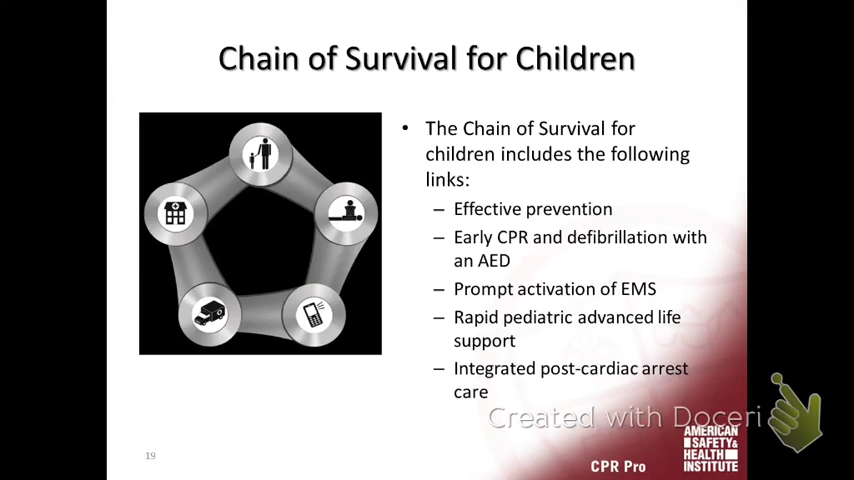 Chain of Survival for Children
• The Chain of Survival for
children includes the following
links:
– Effective prevention
– Early CPR and defibrillation with
an AED
– Prompt activation of EMS
– Rapid pediatric advanced life
support
– Integrated post-cardiac arrest
care
Created with Doceri
19
CPR Pro
AMERICAN
SAFETY&
HEALTH
INSTITUTE